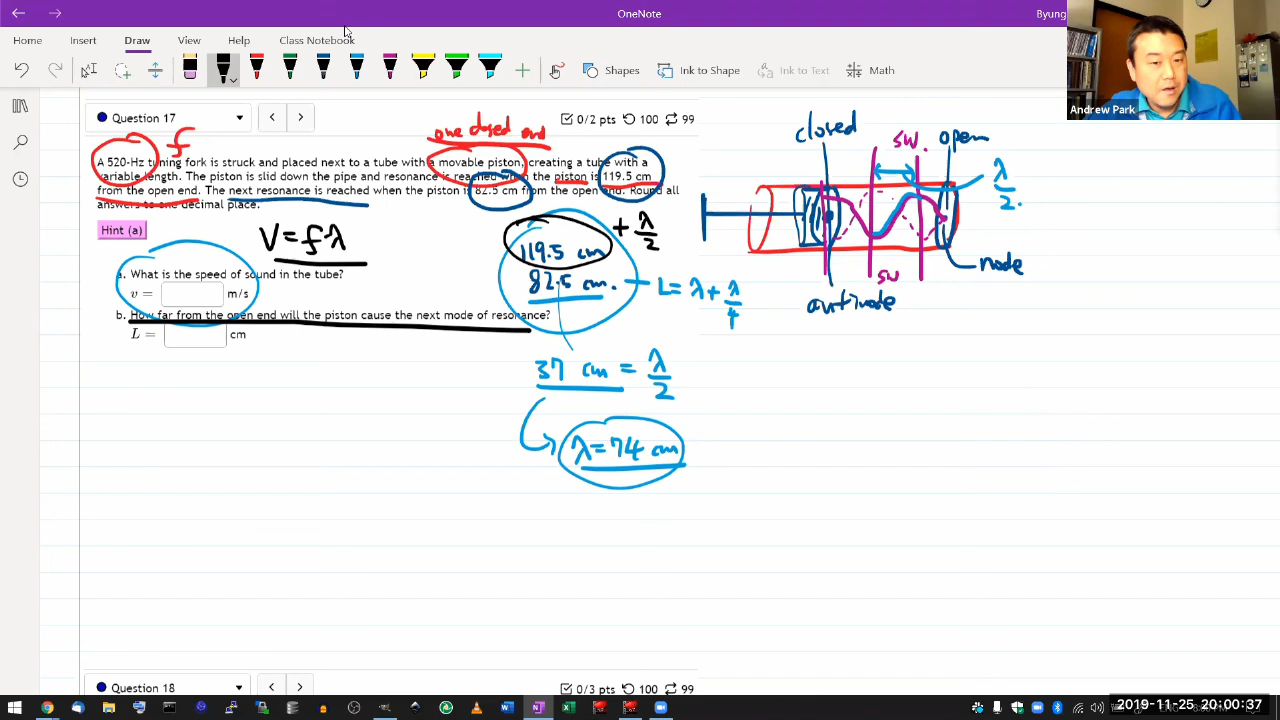 OneNote
Byung
Home Insert Draw View Help Class Notebook
Shapes Ink to Shape Ink to Text Math
Andrew Park
Question 17
0/2 pts 100 99
f
one closed end
A 520-Hz tuning fork is struck and placed next to a tube with a movable piston, creating a tube with a
variable length. The piston is slid down the pipe and resonance is reached when the piston is 119.5 cm
from the open end. The next resonance is reached when the piston is 82.5 cm from the open end. Round all
answers to one decimal place.
Hint (a)
V = fλ
a. What is the speed of sound in the tube?
v = m/s
b. How far from the open end will the piston cause the next mode of resonance?
L = cm
119.5 cm + λ/2
82.5 cm. L = λ + λ/4
37 cm = λ/2
λ = 74 cm
closed
SW.
open
λ/2.
node
SW
antinode
Question 18
0/3 pts 100 99
2019-11-25 20:00:37